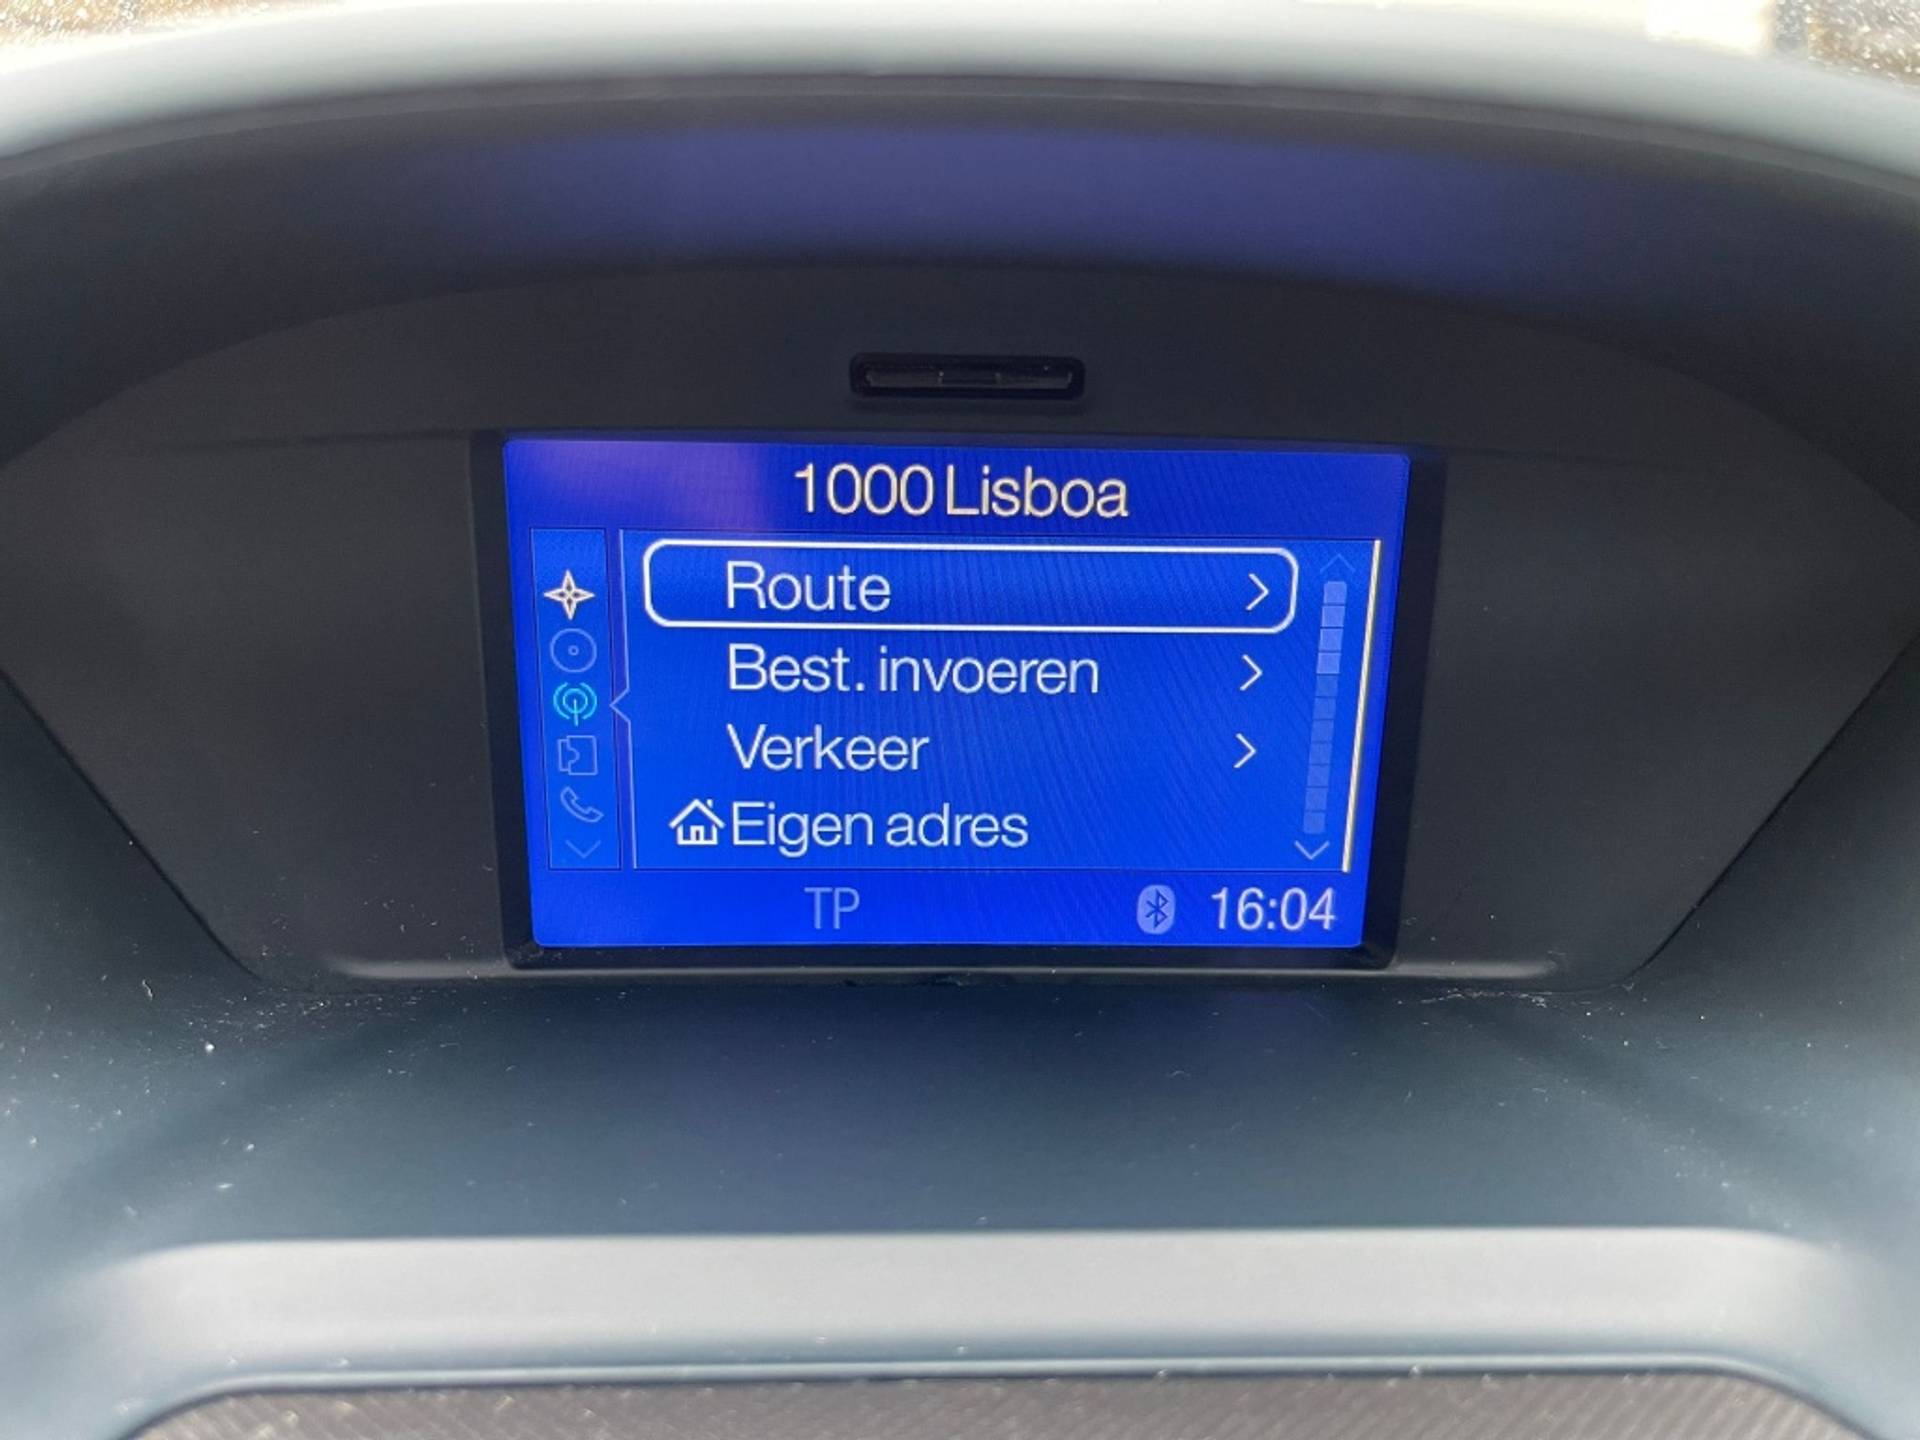 1000 Lisboa
Route
Best. invoeren
Verkeer
Eigen adres
TP 16:04